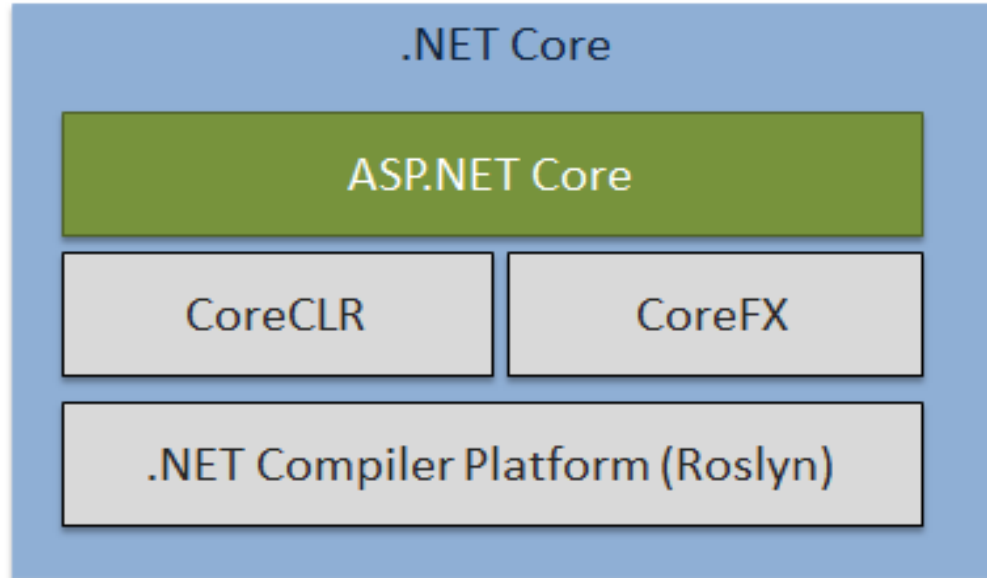 .NET Core
ASP.NET Core
CoreCLR
CoreFX
.NET Compiler Platform (Roslyn)